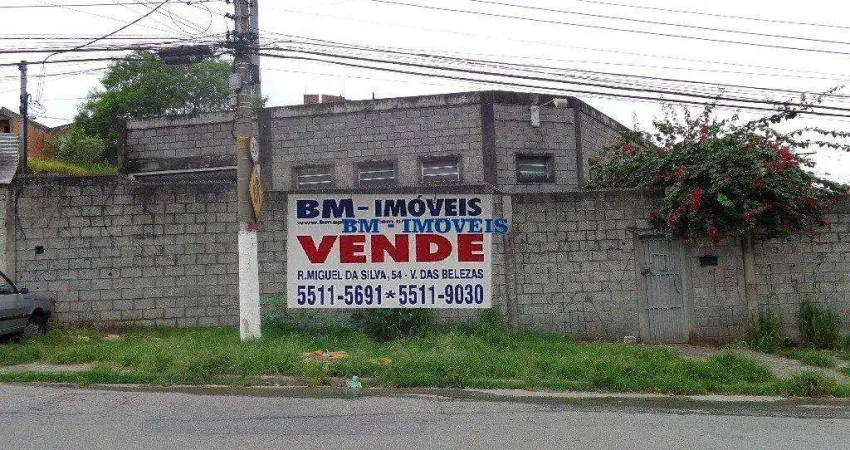 BM-IMÓVEIS
BM-IMÓVEIS
VENDE
R.MIGUEL DA SILVA, 54 - V. DAS BELEZAS
5511-5691*5511-9030